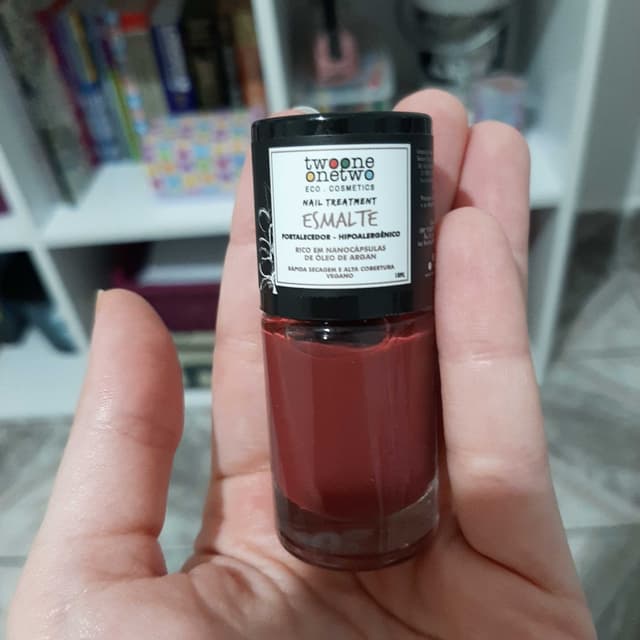 twoone
onetwo
ECO . COSMETICS
NAIL TREATMENT
ESMALTE
FORTALECEDOR - HIPOALERGÊNICO
RICO EM NANOCÁPSULAS
DE ÓLEO DE ARGAN
RÁPIDA SECAGEM E ALTA COBERTURA
VEGANO
10ML